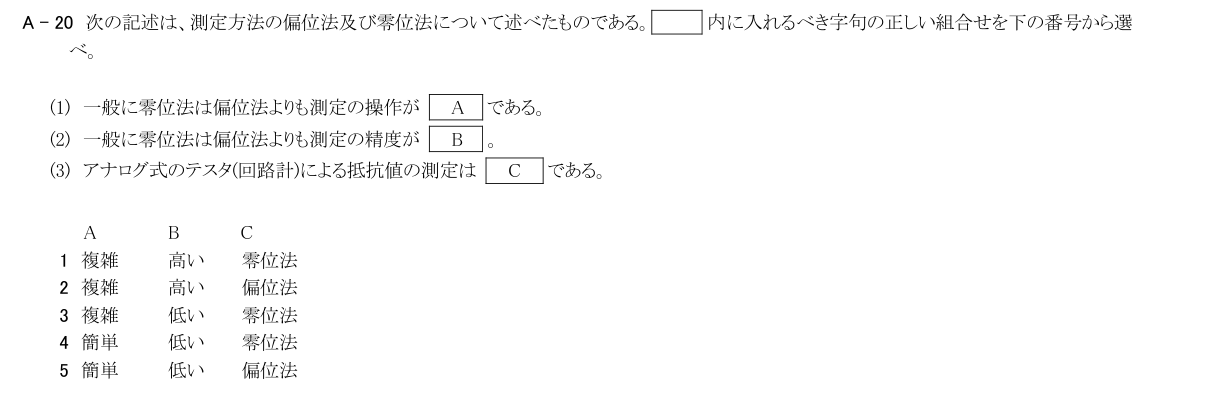 A－20 次の記述は、測定方法の偏位法及び零位法について述べたものである。 内に入れるべき字句の正しい組合せを下の番号から選
べ。
(1) 一般に零位法は偏位法よりも測定の操作が A である。
(2) 一般に零位法は偏位法よりも測定の精度が B 。
(3) アナログ式のテスタ(回路計)による抵抗値の測定は C である。
A B C
1 複雑 高い 零位法
2 複雑 高い 偏位法
3 複雑 低い 零位法
4 簡単 低い 零位法
5 簡単 低い 偏位法